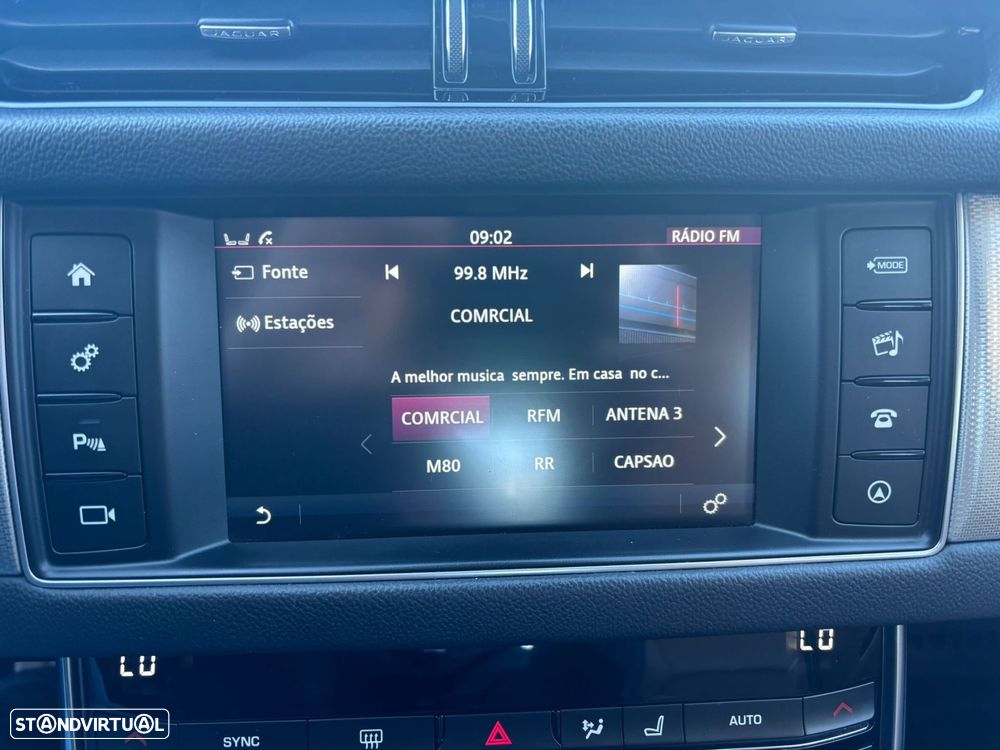 JAGUAR JAGUAR
09:02 RÁDIO FM
Fonte 99.8 MHz
COMRCIAL
Estações
A melhor musica sempre. Em casa no c...
COMRCIAL RFM ANTENA 3
M80 RR CAPSAO
MODE
P
LO LO
SYNC AUTO
STANDVIRTUAL